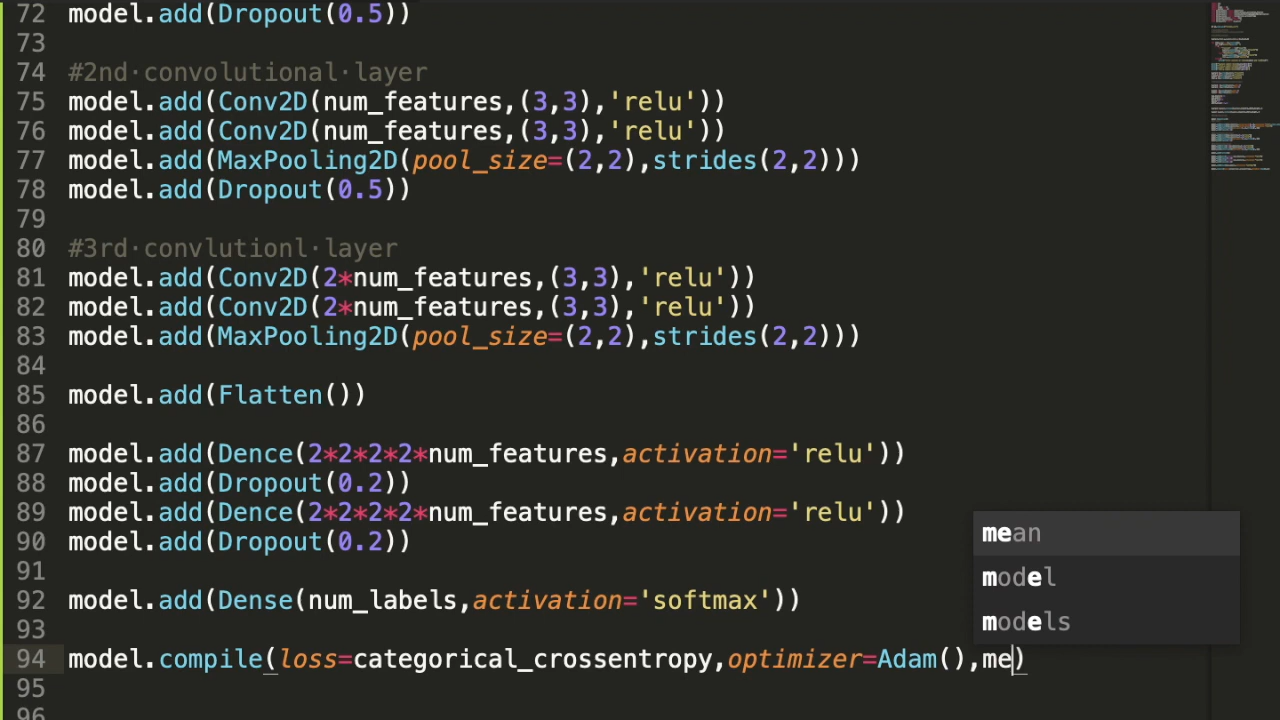 72 model.add(Dropout(0.5))
73
74 #2nd·convolutional·layer
75 model.add(Conv2D(num_features,(3,3),'relu'))
76 model.add(Conv2D(num_features,(3,3),'relu'))
77 model.add(MaxPooling2D(pool_size=(2,2),strides(2,2)))
78 model.add(Dropout(0.5))
79
80 #3rd·convlutionl·layer
81 model.add(Conv2D(2*num_features,(3,3),'relu'))
82 model.add(Conv2D(2*num_features,(3,3),'relu'))
83 model.add(MaxPooling2D(pool_size=(2,2),strides(2,2)))
84
85 model.add(Flatten())
86
87 model.add(Dence(2*2*2*2*num_features,activation='relu'))
88 model.add(Dropout(0.2))
89 model.add(Dence(2*2*2*2*num_features,activation='relu'))
90 model.add(Dropout(0.2))
91
92 model.add(Dense(num_labels,activation='softmax'))
93
94 model.compile(loss=categorical_crossentropy,optimizer=Adam(),me)
95
96
mean
model
models